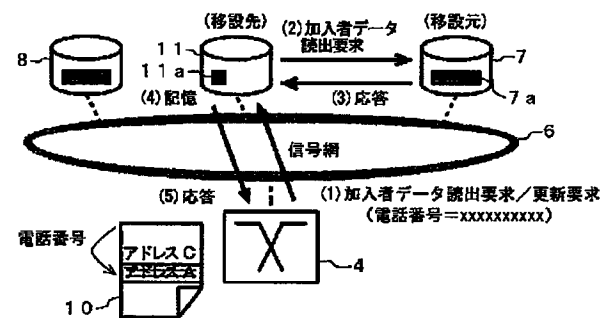 (移設先)
(2)加入者データ
読出要求
(移設元)
8
11
11a
7
7a
(4)記憶
(3)応答
6
信号網
(5)応答
(1)加入者データ読出要求/更新要求
(電話番号=xxxxxxxxxx)
電話番号
アドレスC
アドレスA
4
10